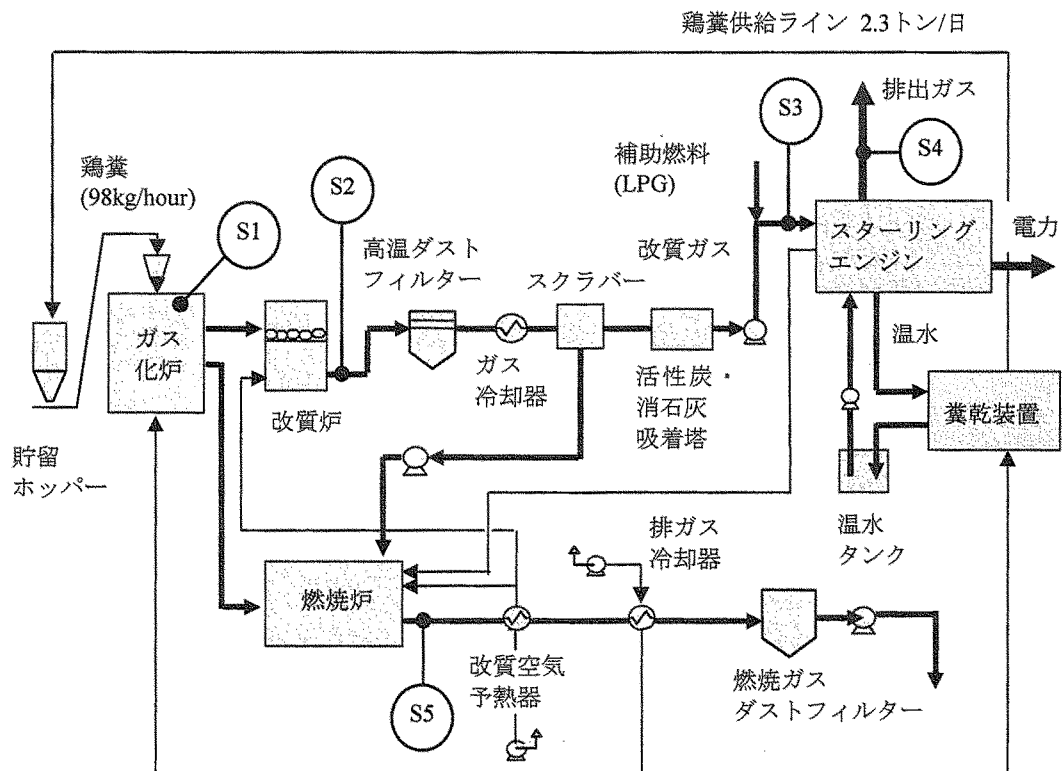 鶏糞供給ライン 2.3トン/日
鶏糞
(98kg/hour)
S1
S2
高温ダスト
フィルター
スクラバー
改質ガス
補助燃料
(LPG)
S3
排出ガス
S4
スターリング
エンジン
電力
ガス
化炉
改質炉
ガス
冷却器
活性炭・
消石灰
吸着塔
温水
糞乾装置
貯留
ホッパー
温水
タンク
排ガス
冷却器
燃焼炉
改質空気
予熱器
S5
燃焼ガス
ダストフィルター